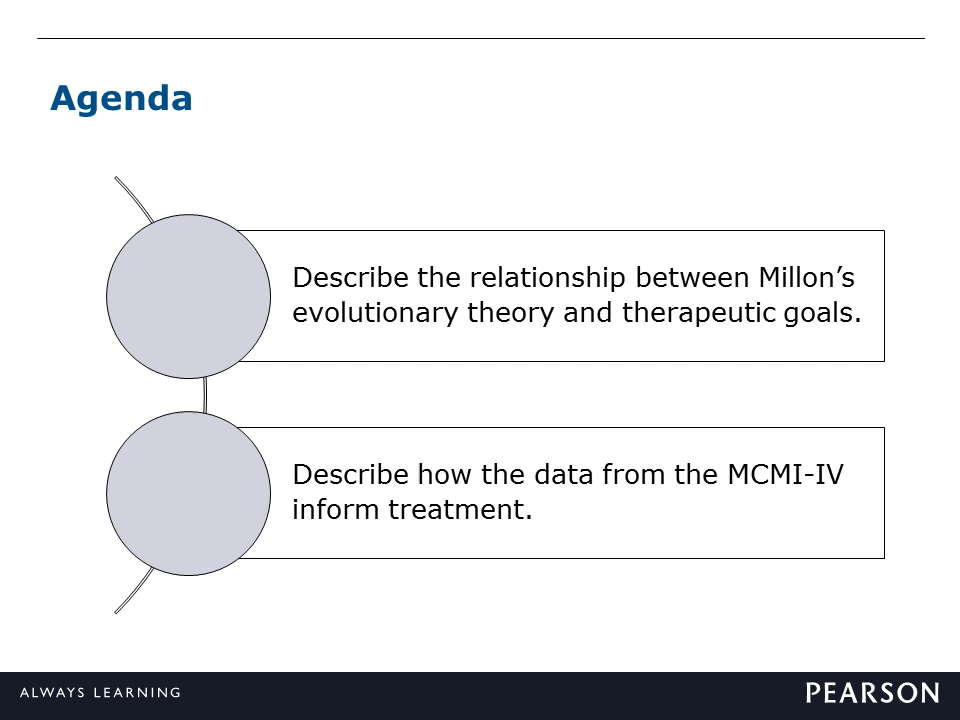 Agenda
Describe the relationship between Millon’s
evolutionary theory and therapeutic goals.
Describe how the data from the MCMI-IV
inform treatment.
ALWAYS LEARNING
PEARSON